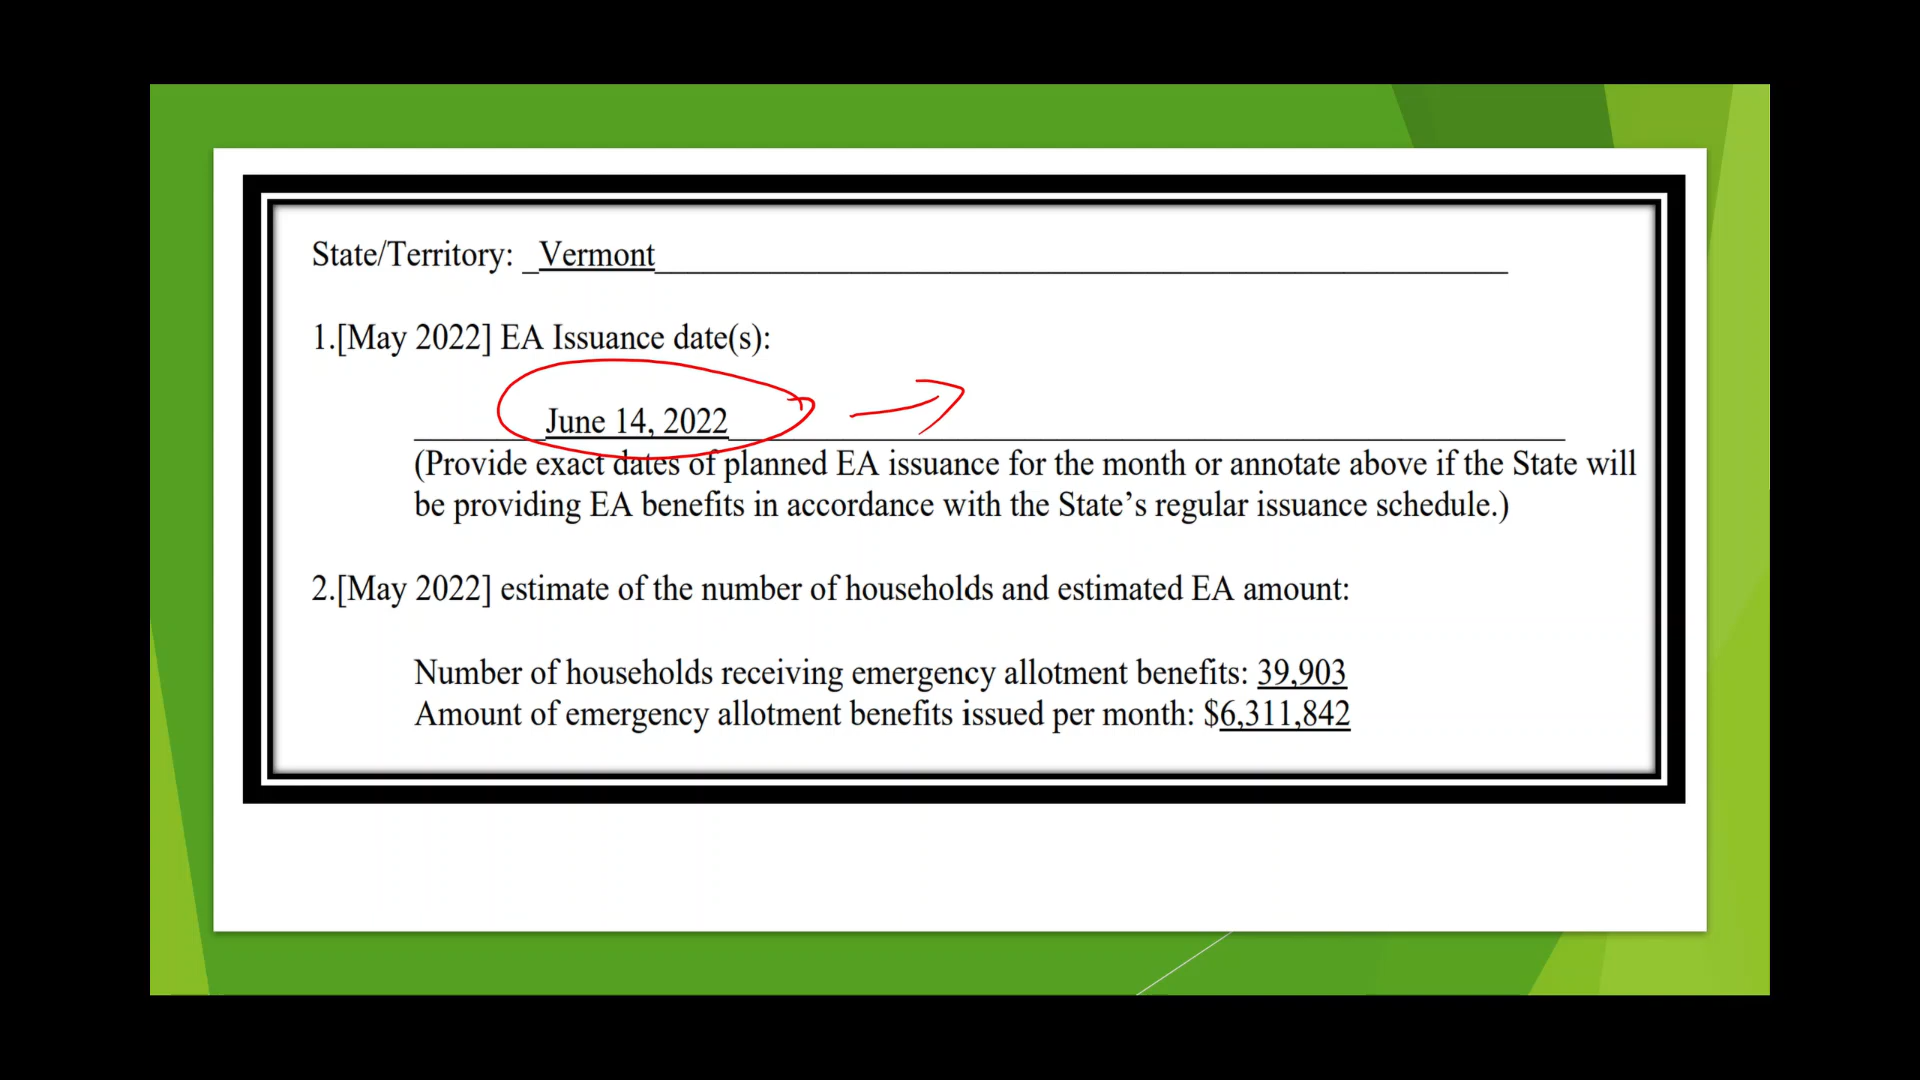 State/Territory: _Vermont
1.[May 2022] EA Issuance date(s):
June 14, 2022
(Provide exact dates of planned EA issuance for the month or annotate above if the State will
be providing EA benefits in accordance with the State’s regular issuance schedule.)
2.[May 2022] estimate of the number of households and estimated EA amount:
Number of households receiving emergency allotment benefits: 39,903
Amount of emergency allotment benefits issued per month: $6,311,842